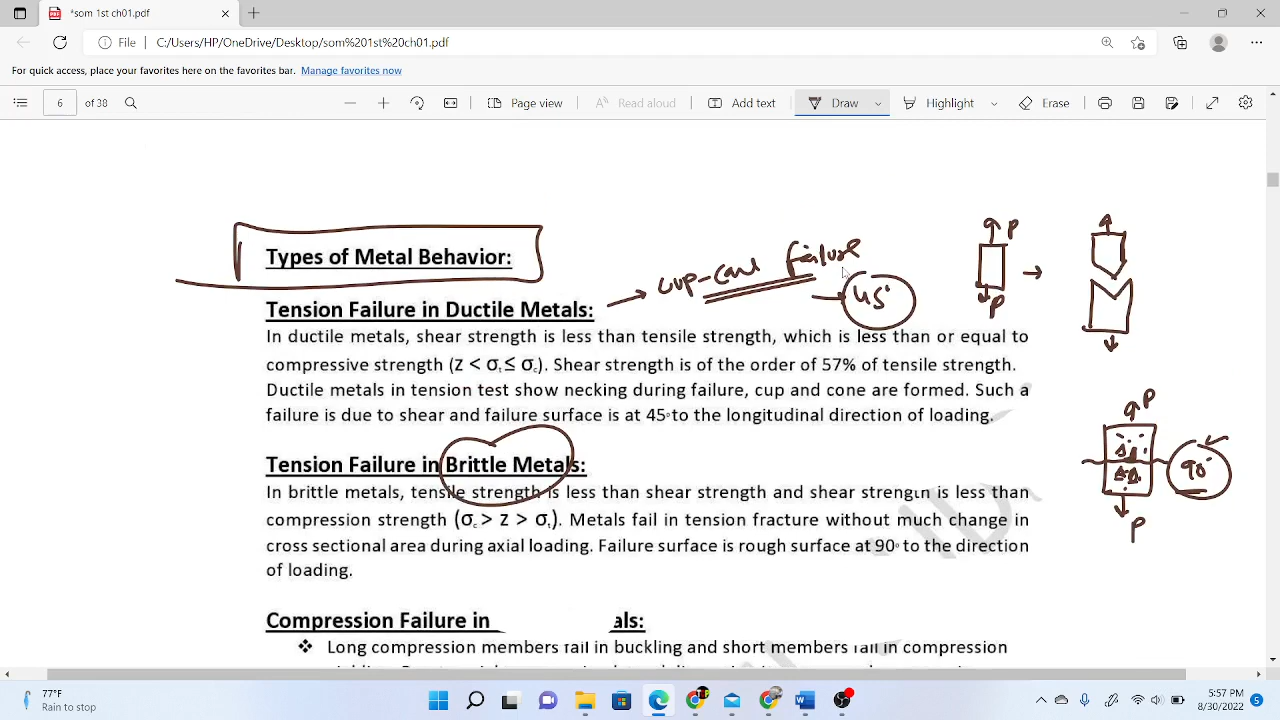 *som 1st ch01.pdf
File C:/Users/HP/OneDrive/Desktop/som%201st%20ch01.pdf
For quick access, place your favorites here on the favorites bar. Manage favorites now
6 of 38 Page view Read aloud Add text Draw Highlight Erase
Types of Metal Behavior:
cup-cone failure
45°
P
P
Tension Failure in Ductile Metals:
In ductile metals, shear strength is less than tensile strength, which is less than or equal to
compressive strength (z < σt ≤ σc). Shear strength is of the order of 57% of tensile strength.
Ductile metals in tension test show necking during failure, cup and cone are formed. Such a
failure is due to shear and failure surface is at 45° to the longitudinal direction of loading.
P
90°
P
Tension Failure in Brittle Metals:
In brittle metals, tensile strength is less than shear strength and shear strength is less than
compression strength (σc > z > σt). Metals fail in tension fracture without much change in
cross sectional area during axial loading. Failure surface is rough surface at 90° to the direction
of loading.
Compression Failure in als:
❖ Long compression members fail in buckling and short members fail in compression
77°F
Rain to stop
5:57 PM
8/30/2022
5